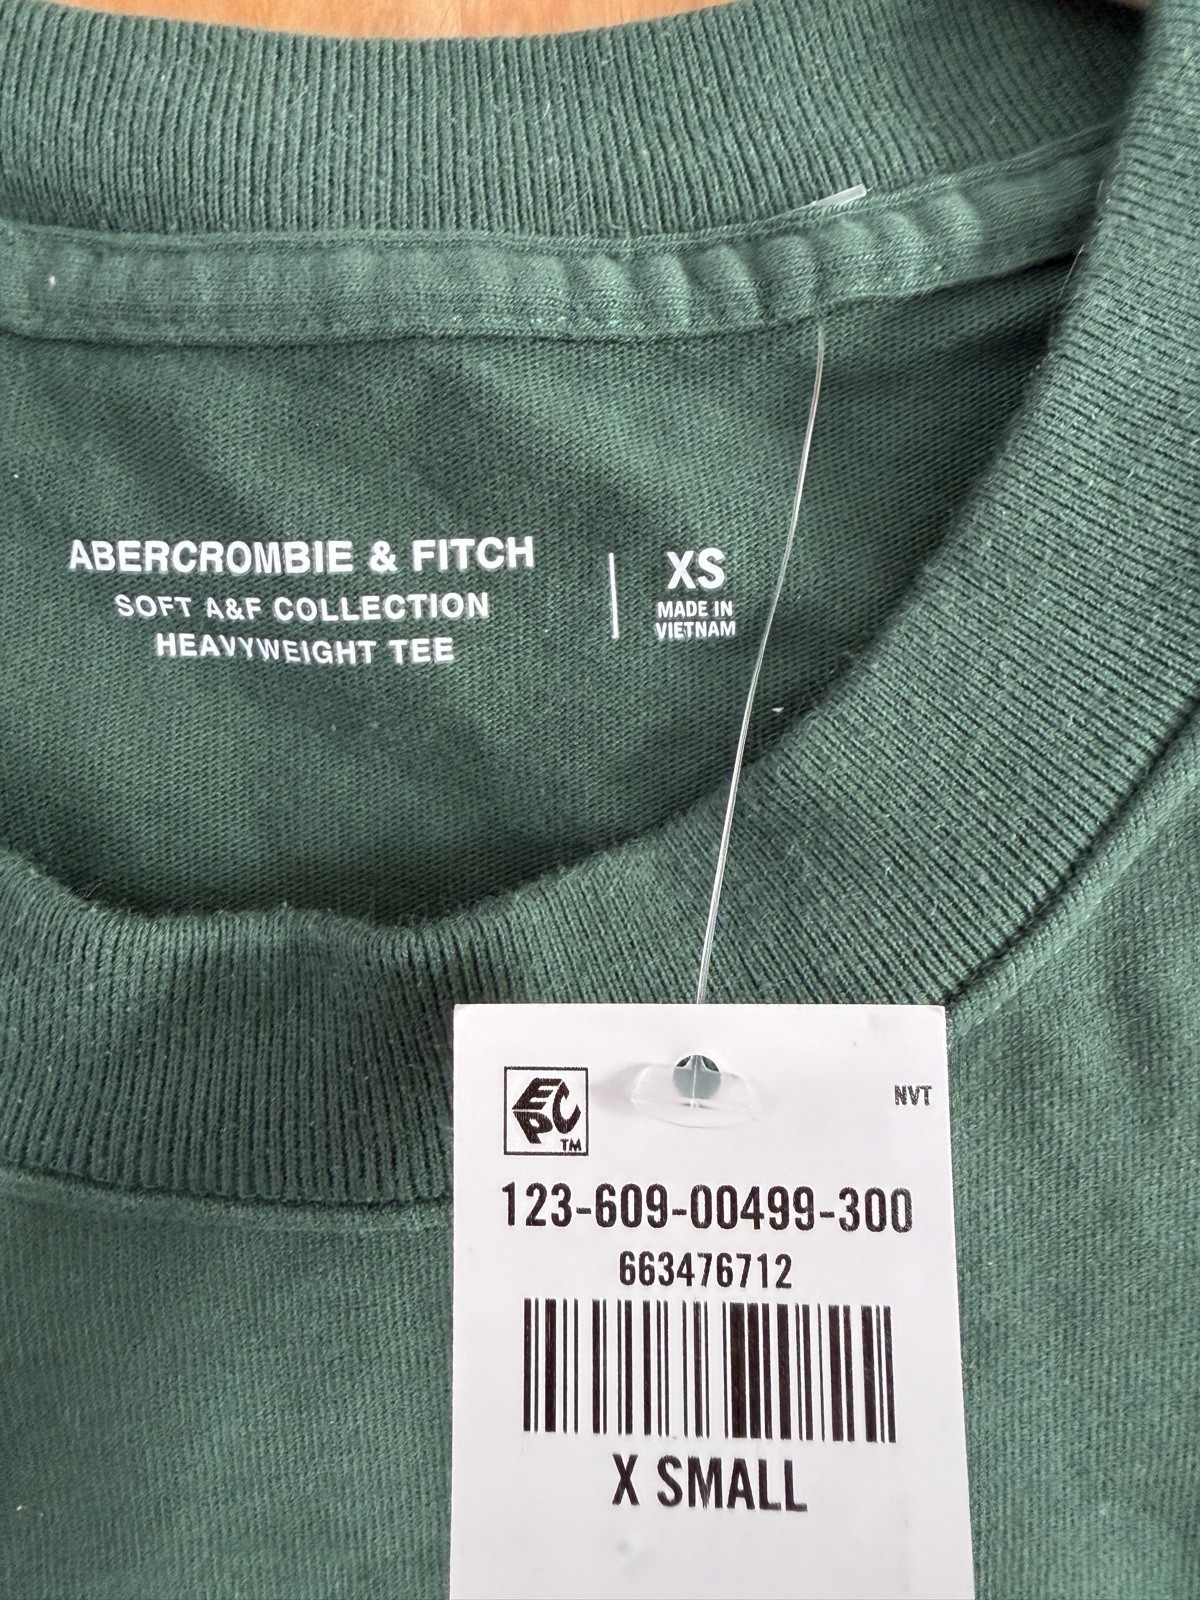 ABERCROMBIE & FITCH
SOFT A&F COLLECTION
HEAVYWEIGHT TEE
XS
MADE IN
VIETNAM
EPC
TM
NVT
123-609-00499-300
663476712
X SMALL